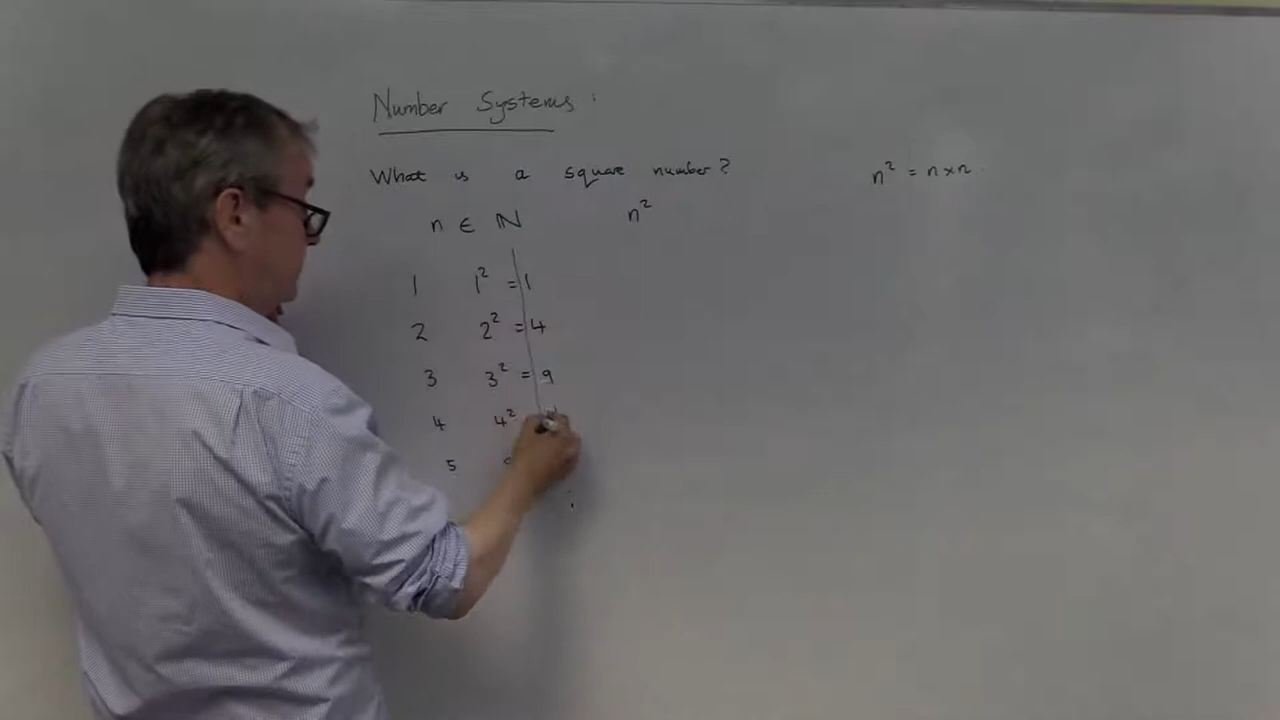 Number Systems:
What is a square number?
n² = n×n
n ∈ ℕ
n²
1 1² = 1
2 2² = 4
3 3² = 9
4 4²
5